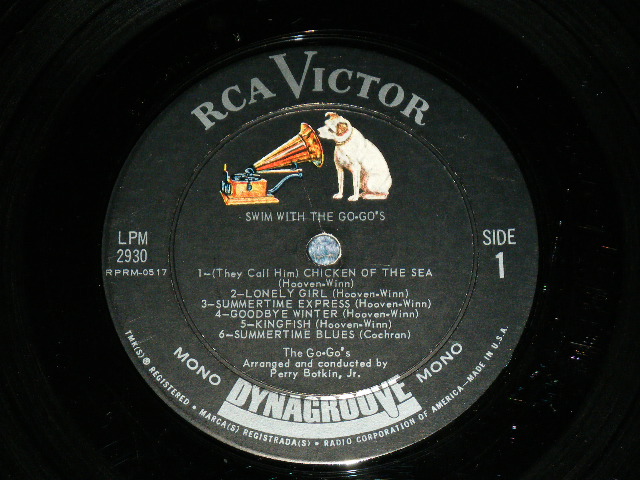 RCA VICTOR
SWIM WITH THE GO-GO'S
LPM
2930
RPRM-0517
SIDE
1
1—(They Call Him) CHICKEN OF THE SEA
(Hooven-Winn)
2—LONELY GIRL (Hooven-Winn)
3—SUMMERTIME EXPRESS (Hooven-Winn)
4—GOODBYE WINTER (Hooven-Winn)
5—KINGFISH (Hooven-Winn)
6—SUMMERTIME BLUES (Cochran)
The Go-Go's
Arranged and conducted by
Perry Botkin, Jr.
MONO DYNAGROOVE MONO
TMK(S) ® REGISTERED • MARCA(S) REGISTRADA(S) • RADIO CORPORATION OF AMERICA—MADE IN U.S.A.